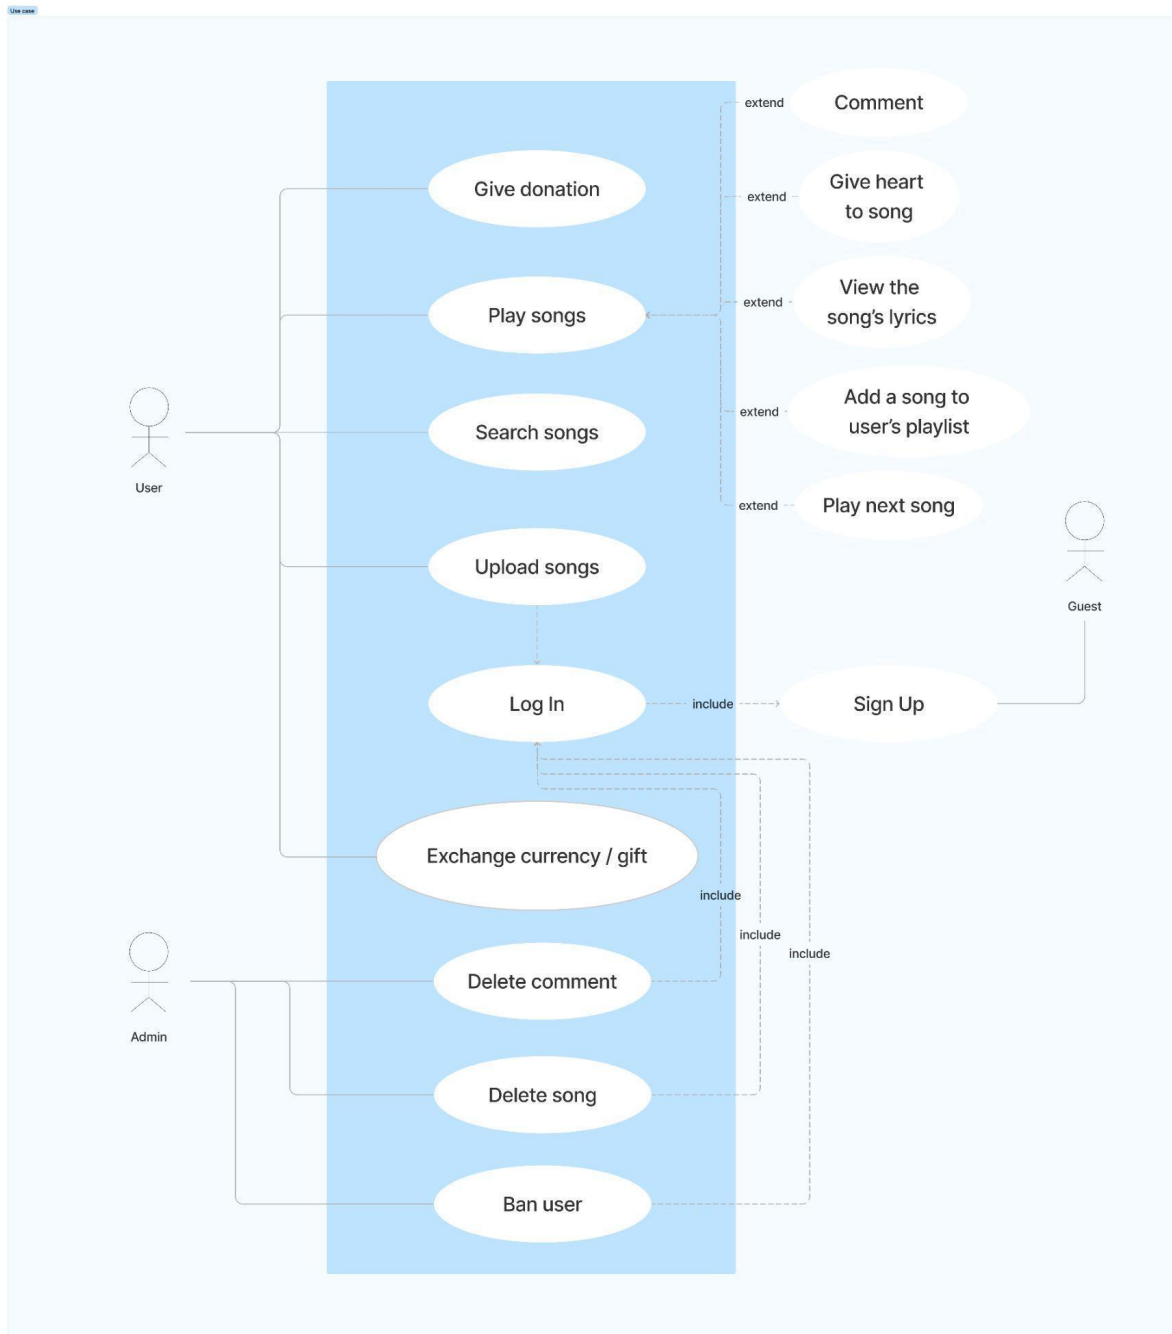 Use case
extend
Comment
Give donation
extend
Give heart
to song
extend
View the
song's lyrics
Play songs
extend
Add a song to
user's playlist
Search songs
User
extend
Play next song
Upload songs
Guest
Log In
include
Sign Up
Exchange currency / gift
include
include
include
Delete comment
Admin
Delete song
Ban user